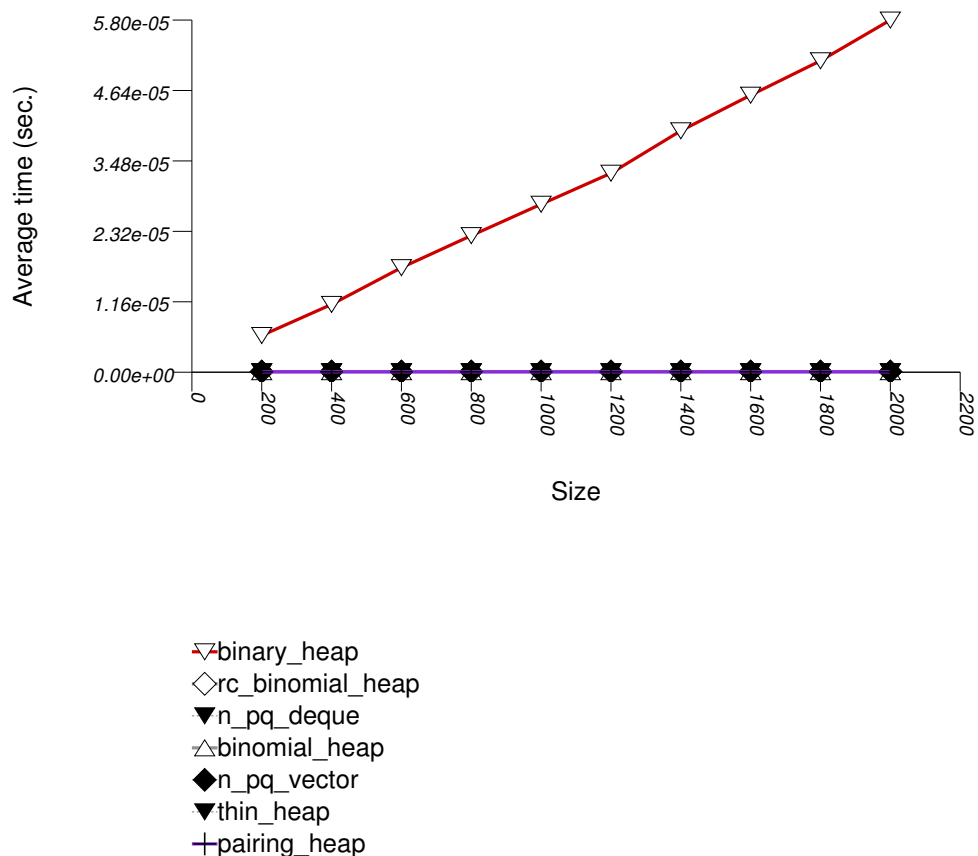 5.80e-05
4.64e-05
3.48e-05
2.32e-05
1.16e-05
0.00e+00
Average time (sec.)
0 200 400 600 800 1000 1200 1400 1600 1800 2000 2200
Size
binary_heap
rc_binomial_heap
n_pq_deque
binomial_heap
n_pq_vector
thin_heap
pairing_heap